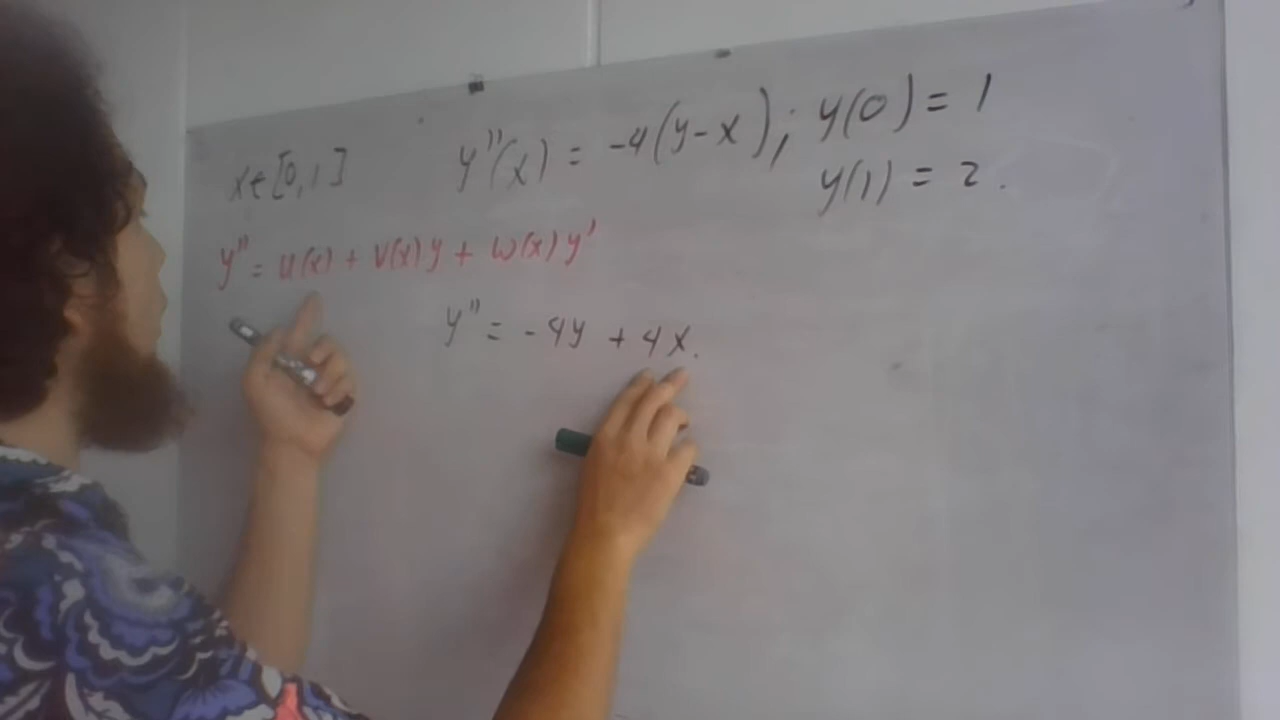 x ∈ [0,1]
y''(x) = -4(y-x); y(0) = 1
y(1) = 2.
y'' = u(x) + v(x)y + w(x)y'
y'' = -4y + 4x.